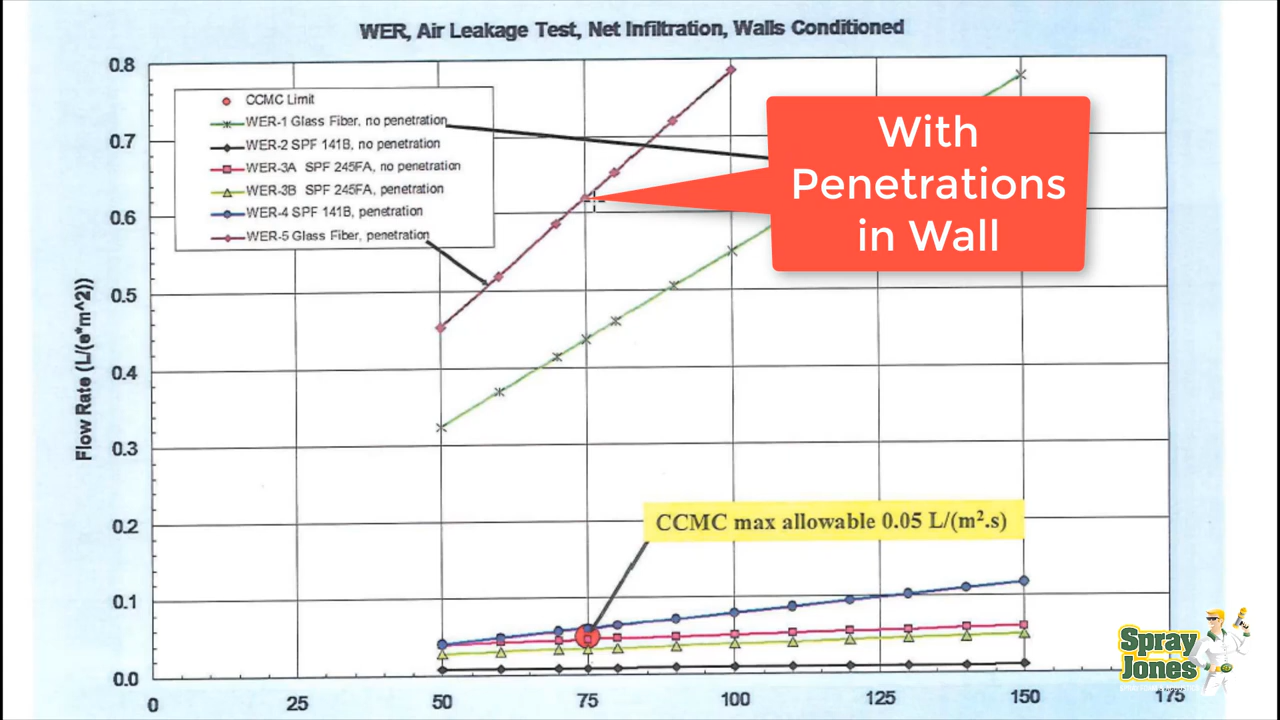 WER, Air Leakage Test, Net Infiltration, Walls Conditioned
0.8
0.7
0.6
0.5
0.4
0.3
0.2
0.1
0.0
Flow Rate (L/(e*m^2))
CCMC Limit
WER-1 Glass Fiber, no penetration
WER-2 SPF 141B, no penetration
WER-3A SPF 245FA, no penetration
WER-3B SPF 245FA, penetration
WER-4 SPF 141B, penetration
WER-5 Glass Fiber, penetration
With
Penetrations
in Wall
CCMC max allowable 0.05 L/(m².s)
0 25 50 75 100 125 150 175
Spray
Jones